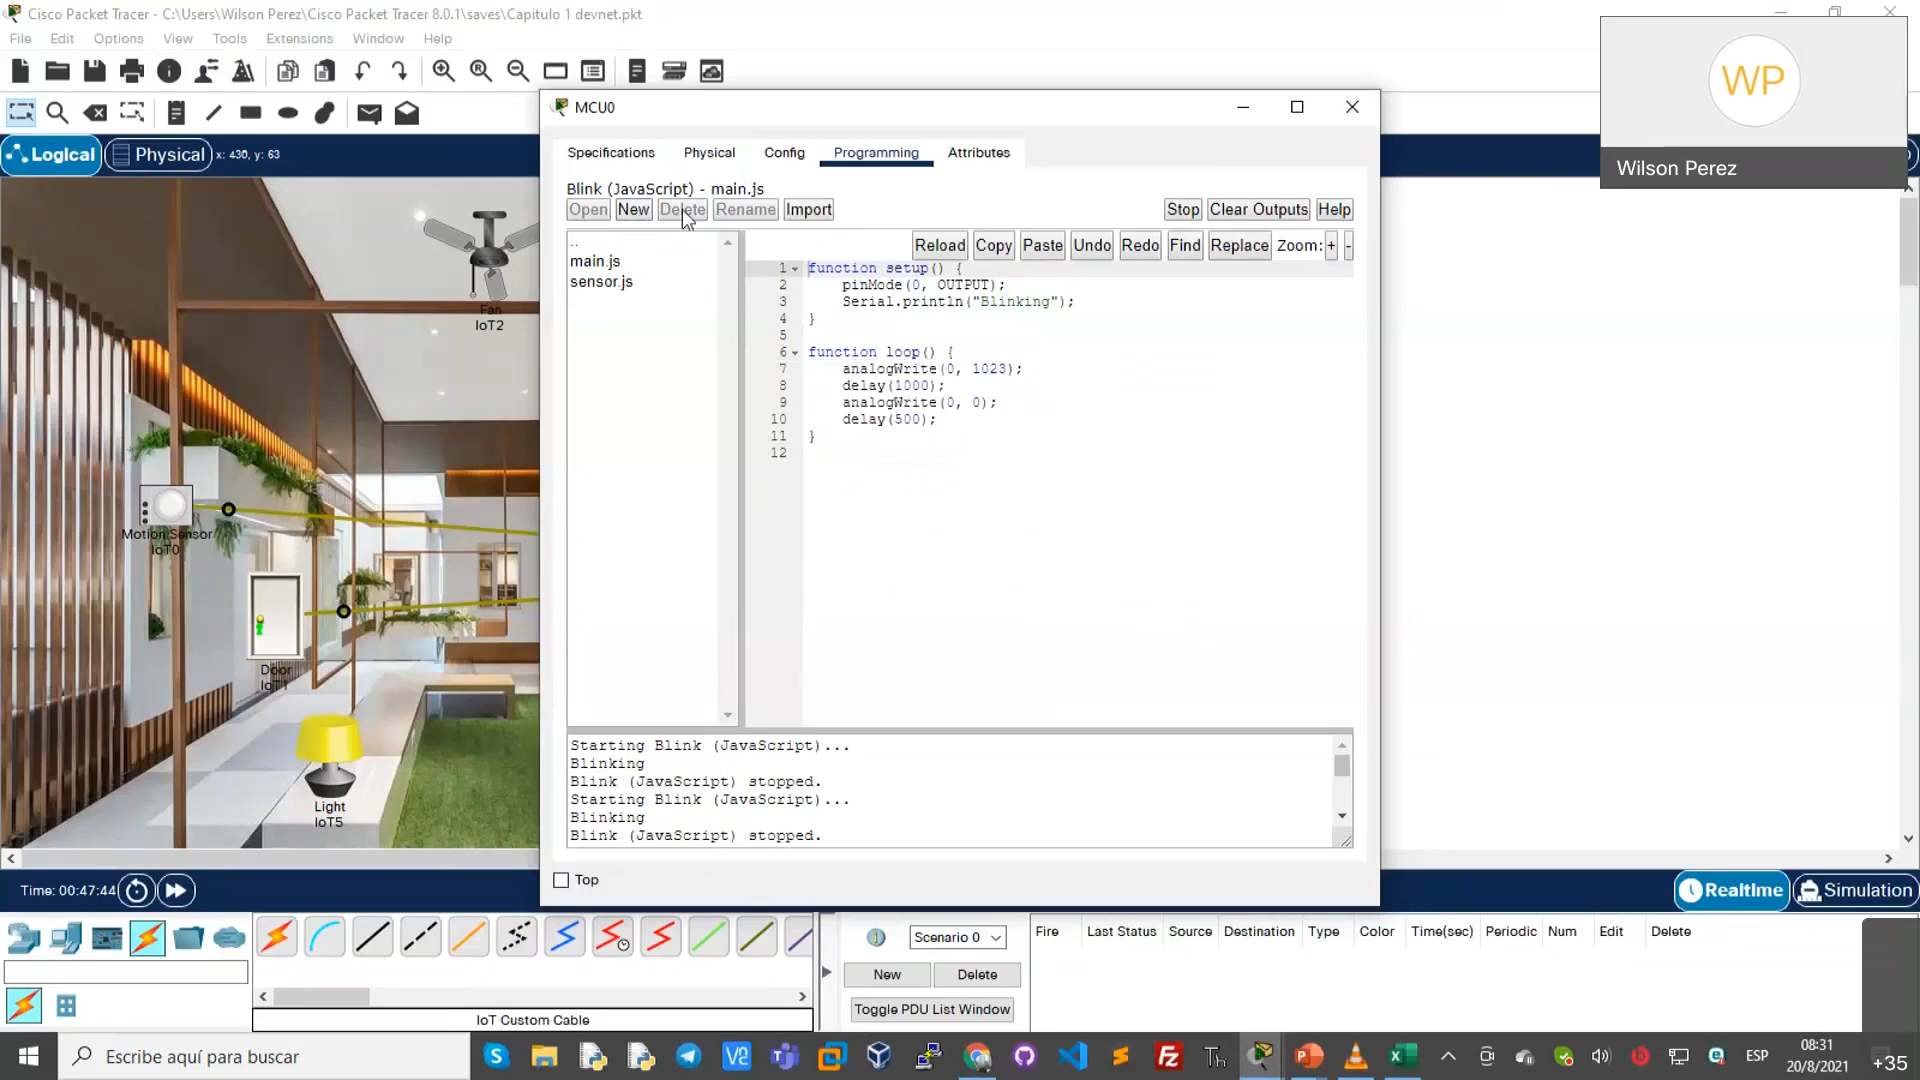 Cisco Packet Tracer - C:\Users\Wilson Perez\Cisco Packet Tracer 8.0.1\saves\Capitulo 1 devnet.pkt
File Edit Options View Tools Extensions Window Help
WP
Wilson Perez
MCU0
Logical Physical x: 430, y: 63
Specifications Physical Config Programming Attributes
Blink (JavaScript) - main.js
Open New Delete Rename Import Stop Clear Outputs Help
Reload Copy Paste Undo Redo Find Replace Zoom: + -
..
main.js
sensor.js
1 function setup() {
2 pinMode(0, OUTPUT);
3 Serial.println("Blinking");
4 }
5
6 function loop() {
7 analogWrite(0, 1023);
8 delay(1000);
9 analogWrite(0, 0);
10 delay(500);
11 }
12
Fan
IoT2
Motion Sensor
IoT0
Door
IoT1
Light
IoT5
Starting Blink (JavaScript)...
Blinking
Blink (JavaScript) stopped.
Starting Blink (JavaScript)...
Blinking
Blink (JavaScript) stopped.
Top
Time: 00:47:44
Realtime Simulation
Scenario 0
New Delete
Toggle PDU List Window
Fire Last Status Source Destination Type Color Time(sec) Periodic Num Edit Delete
IoT Custom Cable
Escribe aquí para buscar
ESP
08:31
20/8/2021
+35